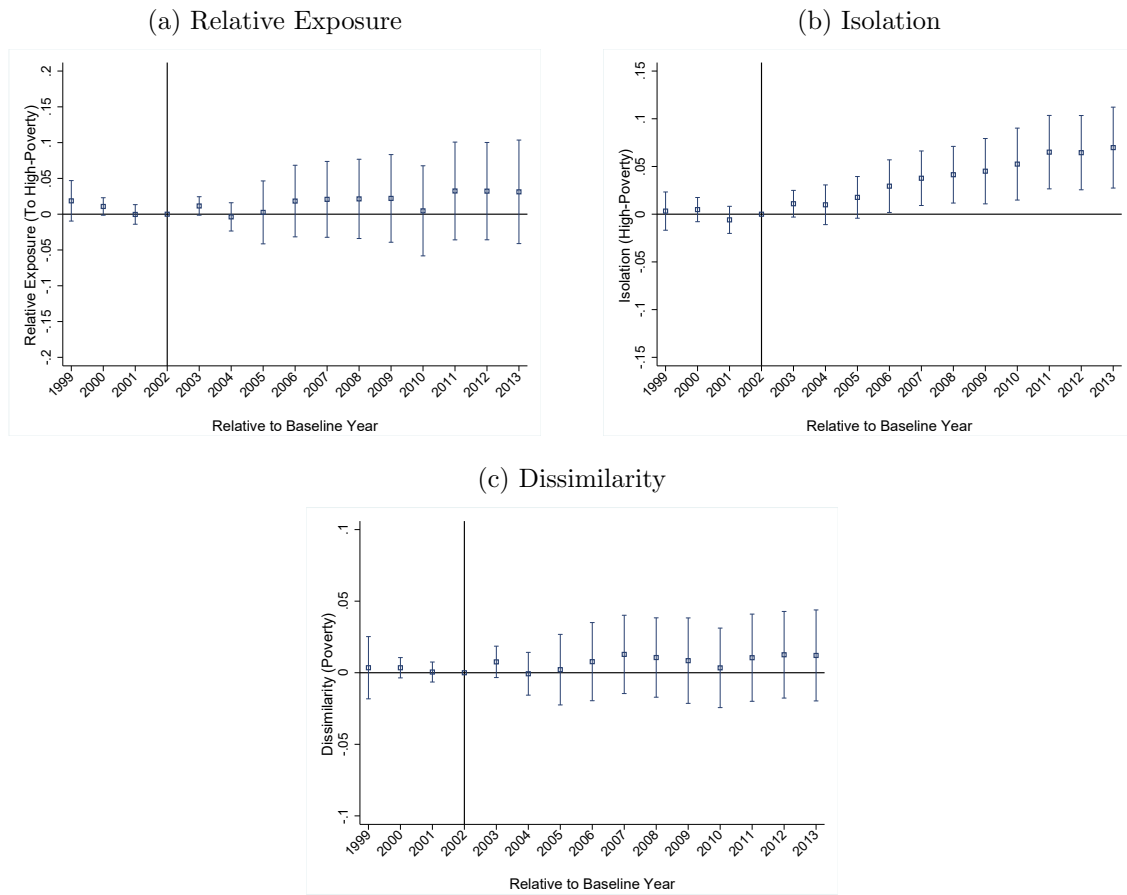 (a) Relative Exposure
Relative Exposure (To High-Poverty)
.2
.15
.1
.05
0
-.05
-.1
-.15
-.2
1999 2000 2001 2002 2003 2004 2005 2006 2007 2008 2009 2010 2011 2012 2013
Relative to Baseline Year
(b) Isolation
Isolation (High-Poverty)
.15
.1
.05
0
-.05
-.1
-.15
1999 2000 2001 2002 2003 2004 2005 2006 2007 2008 2009 2010 2011 2012 2013
Relative to Baseline Year
(c) Dissimilarity
Dissimilarity (Poverty)
.1
.05
0
-.05
-.1
1999 2000 2001 2002 2003 2004 2005 2006 2007 2008 2009 2010 2011 2012 2013
Relative to Baseline Year